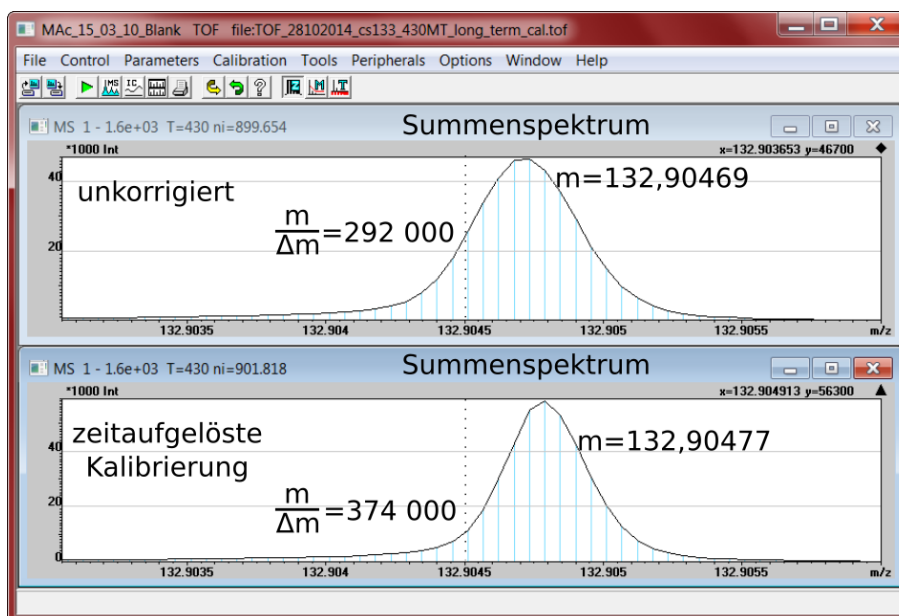 MAc_15_03_10_Blank TOF file:TOF_28102014_cs133_430MT_long_term_cal.tof
File Control Parameters Calibration Tools Peripherals Options Window Help
MS 1 - 1.6e+03 T=430 ni=899.654
Summenspektrum
*1000 Int
x=132.903653 y=46700
40
unkorrigiert
m=132,90469
m/Δm=292 000
20
132.9035 132.904 132.9045 132.905 132.9055 m/z
MS 1 - 1.6e+03 T=430 ni=901.818
Summenspektrum
*1000 Int
x=132.904913 y=56300
zeitaufgelöste
Kalibrierung
40
m=132,90477
m/Δm=374 000
20
0
132.9035 132.904 132.9045 132.905 132.9055 m/z